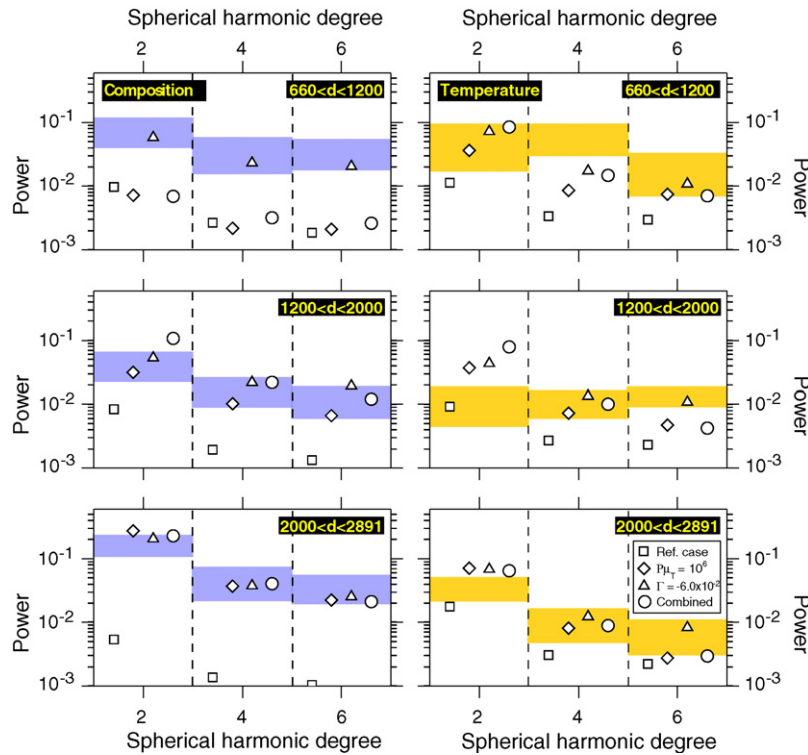 Spherical harmonic degree Spherical harmonic degree
2 4 6 2 4 6
Composition 660<d<1200 Temperature 660<d<1200
Power 10⁻¹ 10⁻² 10⁻³ 10⁻¹ 10⁻² 10⁻³ Power
1200<d<2000 1200<d<2000
Power 10⁻¹ 10⁻² 10⁻³ 10⁻¹ 10⁻² 10⁻³ Power
2000<d<2891 2000<d<2891
Power 10⁻¹ 10⁻² 10⁻³ 10⁻¹ 10⁻² 10⁻³ Power
Ref. case
Pμ_T = 10⁶
Γ = -6.0x10⁻²
Combined
2 4 6 2 4 6
Spherical harmonic degree Spherical harmonic degree